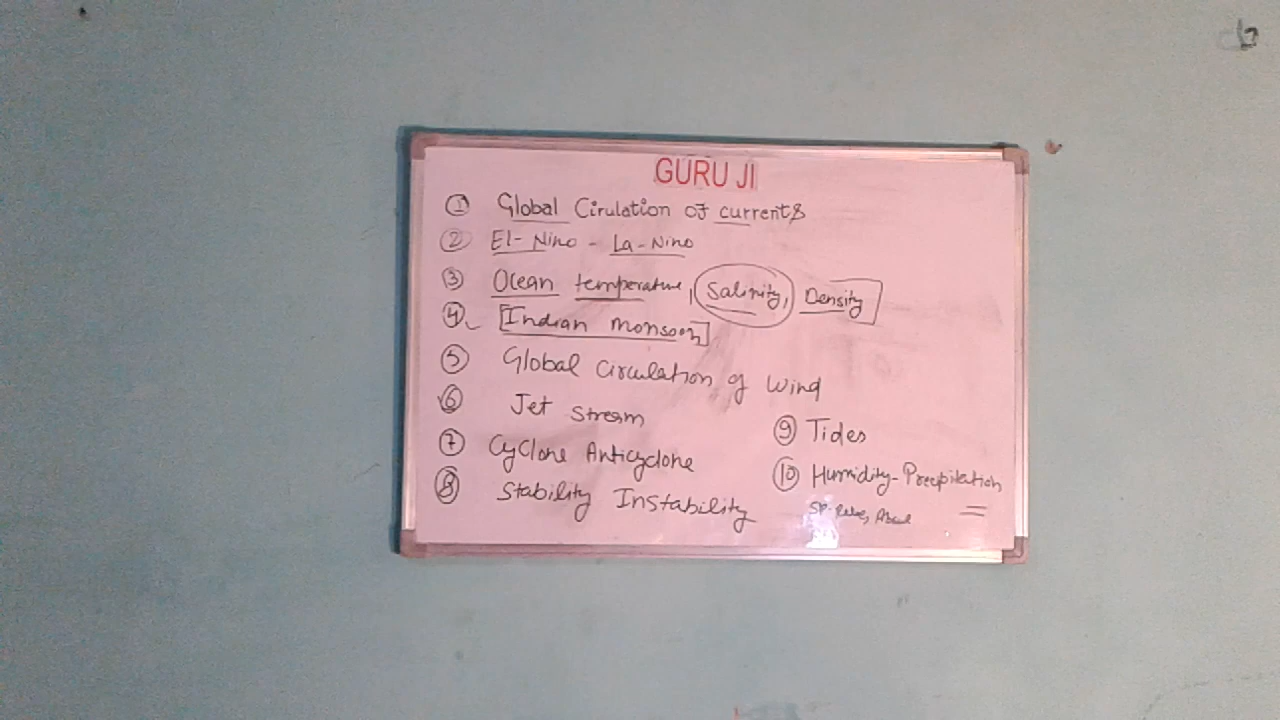 GURU JI
① Global Cirulation of currents
② El-Nino - La-Nino
③ Ocean temperature, Salinity, Density
④ Indian monsoon
⑤ Global circulation of Wind
⑥ Jet stream
⑦ Cyclone Anticyclone
⑧ Stability Instability
⑨ Tides
⑩ Humidity-Precipitation